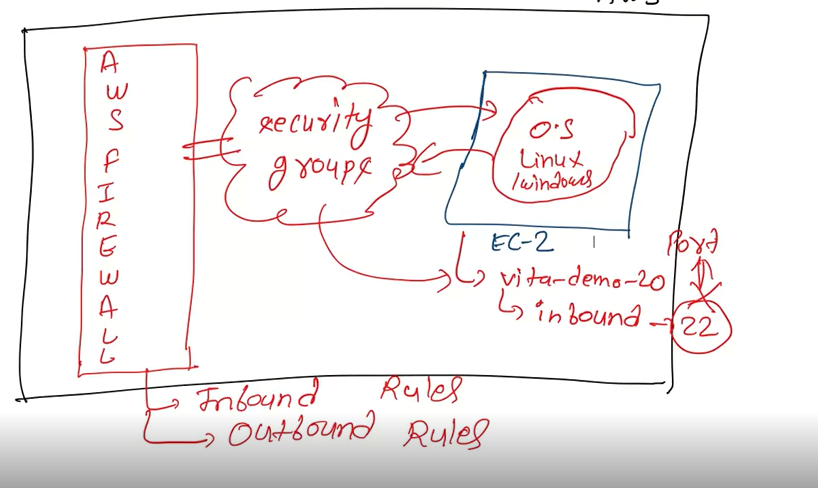 AWS FIREWALL
security
groups
O.S
Linux
/windows
EC-2
Port
vita-demo-20
inbound - 22
Inbound Rules
Outbound Rules